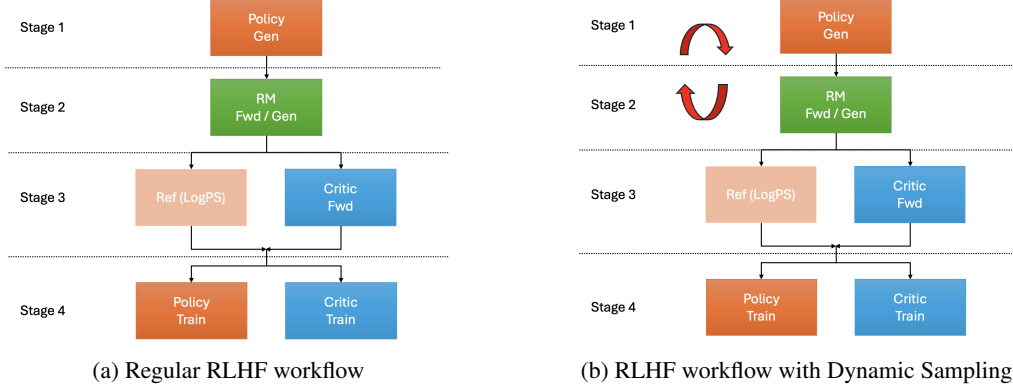 Stage 1
Policy
Gen
Stage 2
RM
Fwd / Gen
Stage 3
Ref (LogPS)
Critic
Fwd
Stage 4
Policy
Train
Critic
Train
(a) Regular RLHF workflow
Stage 1
Policy
Gen
Stage 2
RM
Fwd / Gen
Stage 3
Ref (LogPS)
Critic
Fwd
Stage 4
Policy
Train
Critic
Train
(b) RLHF workflow with Dynamic Sampling